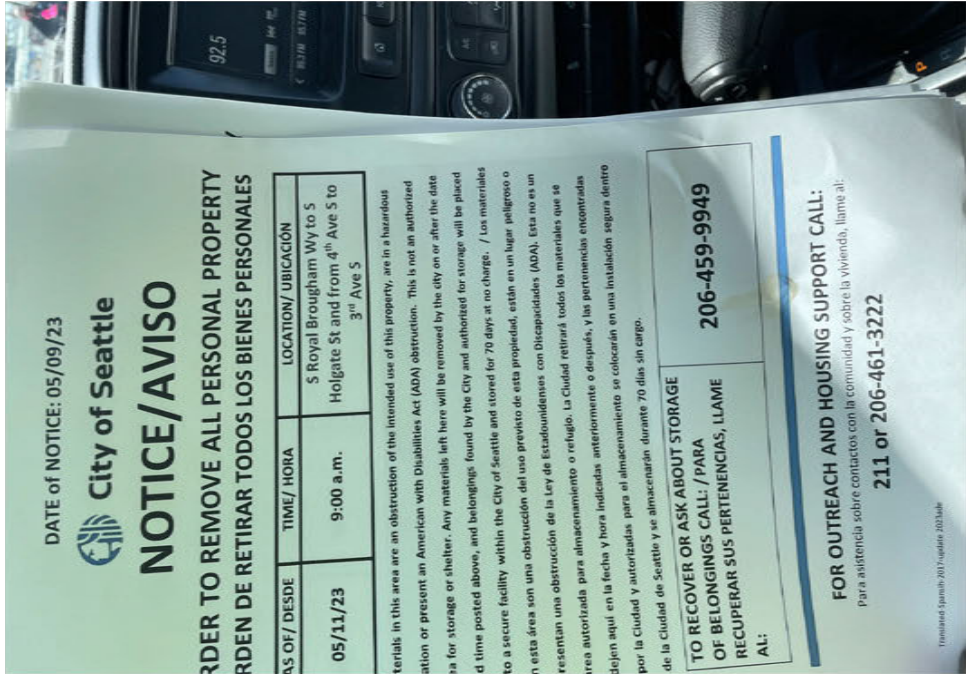 DATE of NOTICE: 05/09/23
City of Seattle
NOTICE/AVISO
RDER TO REMOVE ALL PERSONAL PROPERTY
RDEN DE RETIRAR TODOS LOS BIENES PERSONALES
AS OF/ DESDE
TIME/ HORA
LOCATION/ UBICACIÓN
05/11/23
9:00 a.m.
S Royal Brougham Wy to S
Holgate St and from 4th Ave S to
3rd Ave S
terials in this area are an obstruction of the intended use of this property, are in a hazardous
ation or present an American with Disabilities Act (ADA) obstruction. This is not an authorized
ea for storage or shelter. Any materials left here will be removed by the city on or after the date
d time posted above, and belongings found by the City and authorized for storage will be placed
to a secure facility within the City of Seattle and stored for 70 days at no charge. / Los materiales
n esta área son una obstrucción del uso previsto de esta propiedad, están en un lugar peligroso o
resentan una obstrucción de la Ley de Estadounidenses con Discapacidades (ADA). Esta no es un
rea autorizada para almacenamiento o refugio. La Ciudad retirará todos los materiales que se
dejen aquí en la fecha y hora indicadas anteriormente o después, y las pertenencias encontradas
por la Ciudad y autorizadas para el almacenamiento se colocarán en una instalación segura dentro
de la Ciudad de Seattle y se almacenarán durante 70 días sin cargo.
TO RECOVER OR ASK ABOUT STORAGE
OF BELONGINGS CALL: / PARA
RECUPERAR SUS PERTENENCIAS, LLAME
AL:
206-459-9949
FOR OUTREACH AND HOUSING SUPPORT CALL:
Para asistencia sobre contactos con la comunidad y sobre la vivienda, llame al:
211 or 206-461-3222
Translated-Spanish-2017-update 2023ade
92.5
P